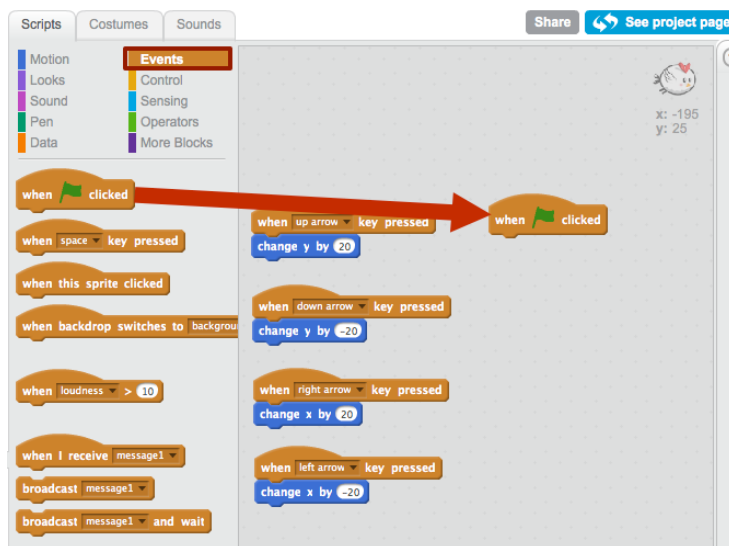 Scripts
Costumes
Sounds
Share
See project page
Motion
Looks
Sound
Pen
Data
Events
Control
Sensing
Operators
More Blocks
x: -195
y: 25
when clicked
when space key pressed
when this sprite clicked
when backdrop switches to backgrou
when loudness > 10
when I receive message1
broadcast message1
broadcast message1 and wait
when up arrow key pressed
change y by 20
when down arrow key pressed
change y by -20
when right arrow key pressed
change x by 20
when left arrow key pressed
change x by -20
when clicked